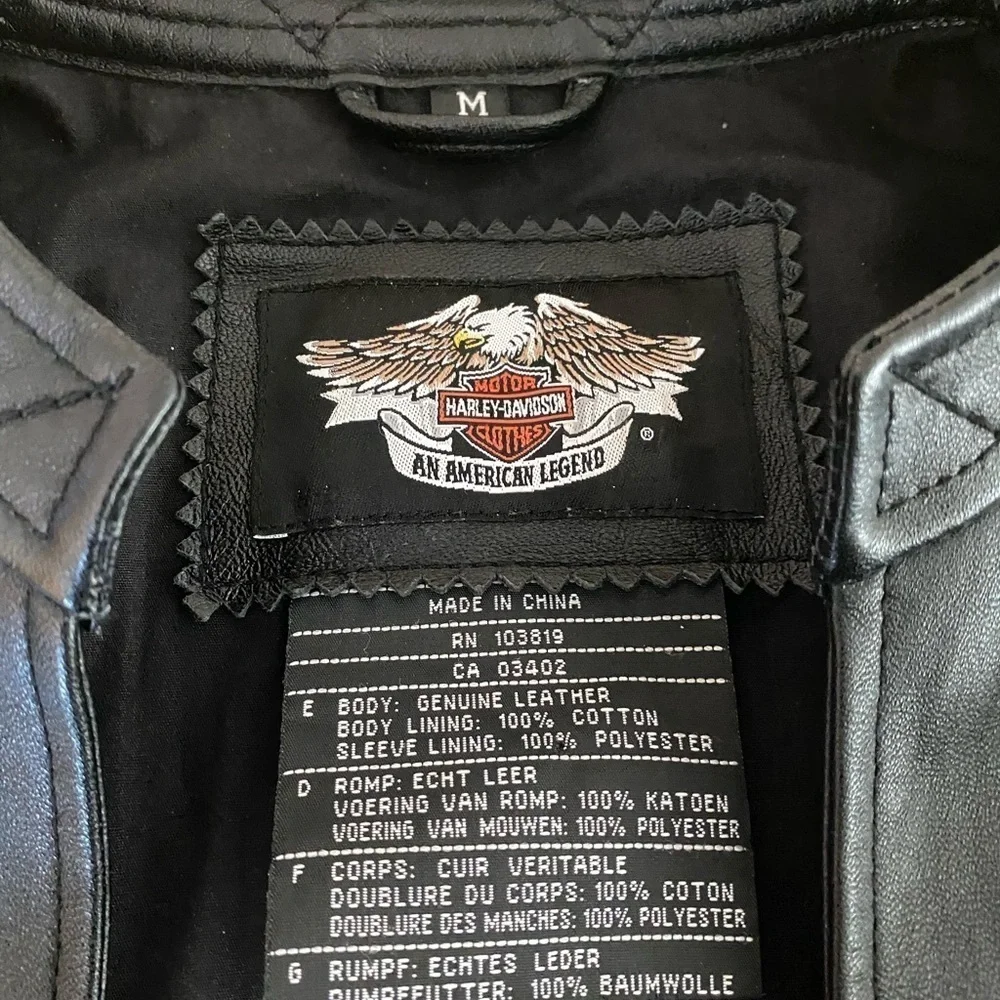 M
MOTOR
HARLEY-DAVIDSON
CLOTHES
®
AN AMERICAN LEGEND
MADE IN CHINA
RN 103819
CA 03402
E BODY: GENUINE LEATHER
BODY LINING: 100% COTTON
SLEEVE LINING: 100% POLYESTER
D ROMP: ECHT LEER
VOERING VAN ROMP: 100% KATOEN
VOERING VAN MOUWEN: 100% POLYESTER
F CORPS: CUIR VERITABLE
DOUBLURE DU CORPS: 100% COTON
DOUBLURE DES MANCHES: 100% POLYESTER
G RUMPF: ECHTES LEDER
RUMPFFUTTER: 100% BAUMWOLLE